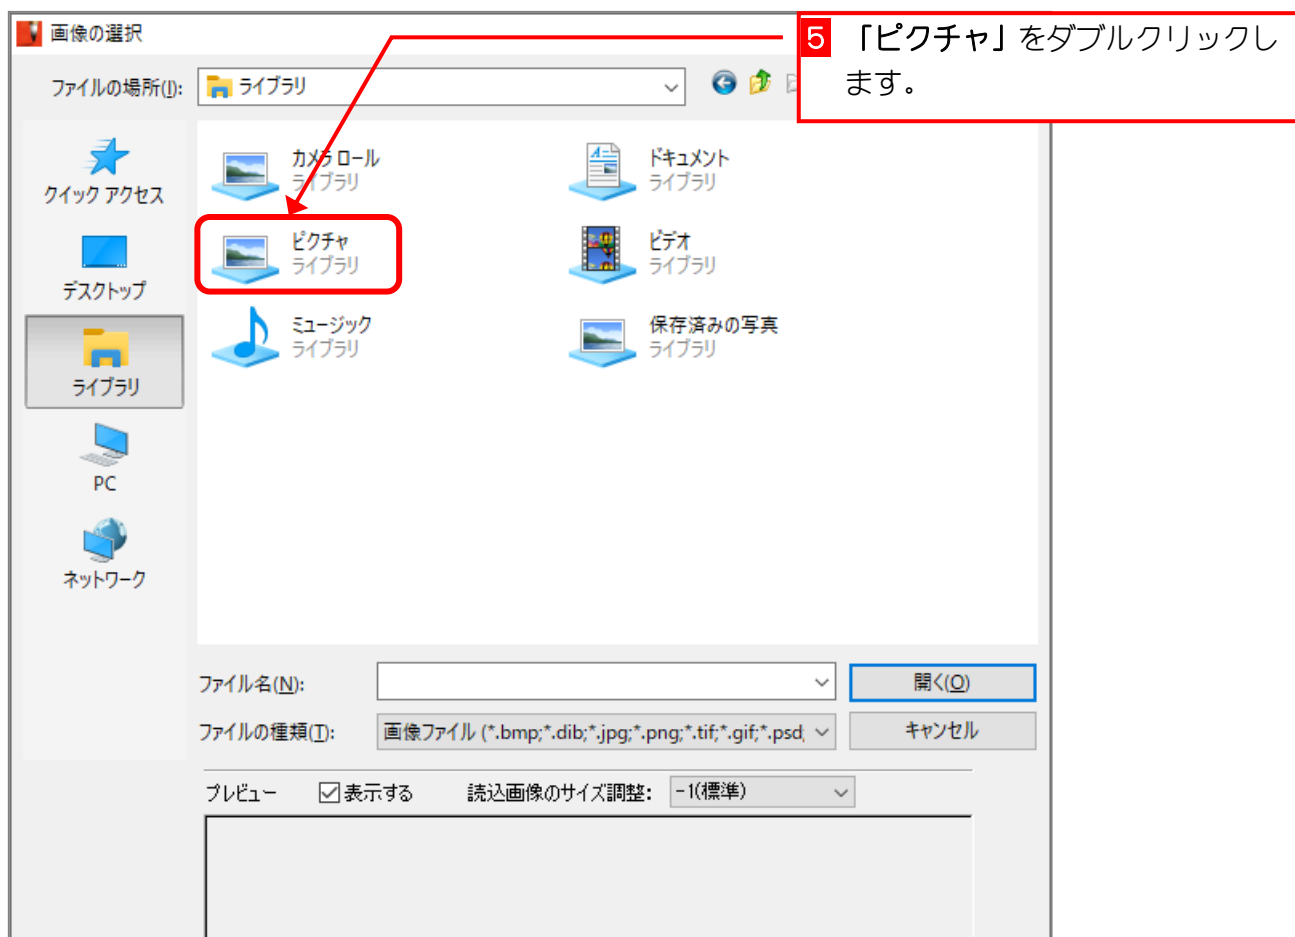 画像の選択
5 「ピクチャ」をダブルクリックし
ます。
ファイルの場所(I):
ライブラリ
クイック アクセス
デスクトップ
ライブラリ
PC
ネットワーク
カメラ ロール
ライブラリ
ドキュメント
ライブラリ
ピクチャ
ライブラリ
ビデオ
ライブラリ
ミュージック
ライブラリ
保存済みの写真
ライブラリ
ファイル名(N):
開く(O)
ファイルの種類(T):
画像ファイル (*.bmp;*.dib;*.jpg;*.png;*.tif;*.gif;*.psd;
キャンセル
プレビュー
表示する
読込画像のサイズ調整:
-1(標準)